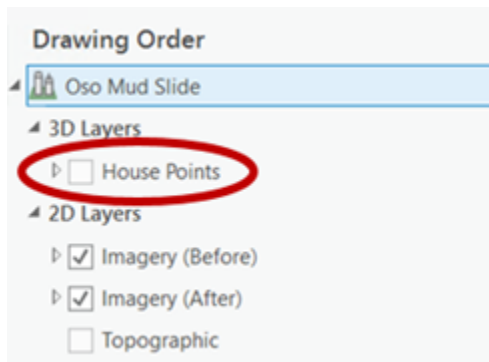 Drawing Order
Oso Mud Slide
3D Layers
House Points
2D Layers
Imagery (Before)
Imagery (After)
Topographic